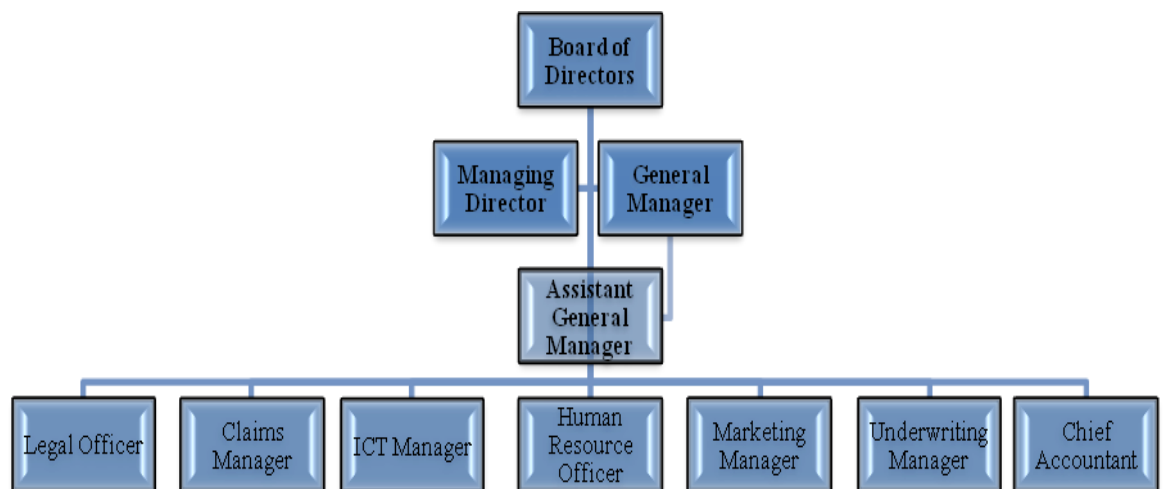 Board of
Directors
Managing
Director
General
Manager
Assistant
General
Manager
Legal Officer
Claims
Manager
ICT Manager
Human
Resource
Officer
Marketing
Manager
Underwriting
Manager
Chief
Accountant